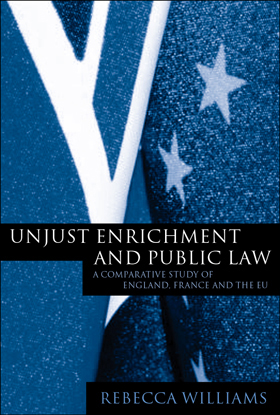 UNJUST ENRICHMENT
AND PUBLIC LAW
A COMPARATIVE STUDY OF
ENGLAND, FRANCE AND THE EU
REBECCA WILLIAMS